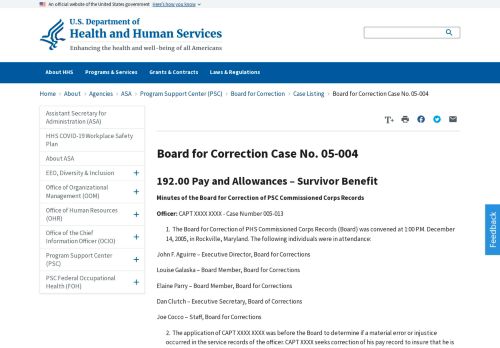 An official website of the United States government Here's how you know
U.S. Department of
Health and Human Services
Enhancing the health and well-being of all Americans
About HHS Programs & Services Grants & Contracts Laws & Regulations
Home › About › Agencies › ASA › Program Support Center (PSC) › Board for Correction › Case Listing › Board for Correction Case No. 05-004
Assistant Secretary for
Administration (ASA)
HHS COVID-19 Workplace Safety
Plan
About ASA
EEO, Diversity & Inclusion
Office of Organizational
Management (OOM)
Office of Human Resources
(OHR)
Office of the Chief
Information Officer (OCIO)
Program Support Center
(PSC)
PSC Federal Occupational
Health (FOH)
T+
Board for Correction Case No. 05-004
192.00 Pay and Allowances – Survivor Benefit
Minutes of the Board for Correction of PSC Commissioned Corps Records
Officer: CAPT XXXX XXXX - Case Number 005-013
1. The Board for Correction of PHS Commissioned Corps Records (Board) was convened at 1:00 P.M. December
14, 2005, in Rockville, Maryland. The following individuals were in attendance:
John F. Aguirre – Executive Director, Board for Corrections
Louise Galaska – Board Member, Board for Corrections
Elaine Parry – Board Member, Board for Corrections
Dan Clutch – Executive Secretary, Board of Corrections
Joe Cocco – Staff, Board for Corrections
2. The application of CAPT XXXX XXXX was before the Board to determine if a material error or injustice
occurred in the service records of the officer. CAPT XXXX seeks correction of his pay record to insure that he is
Feedback